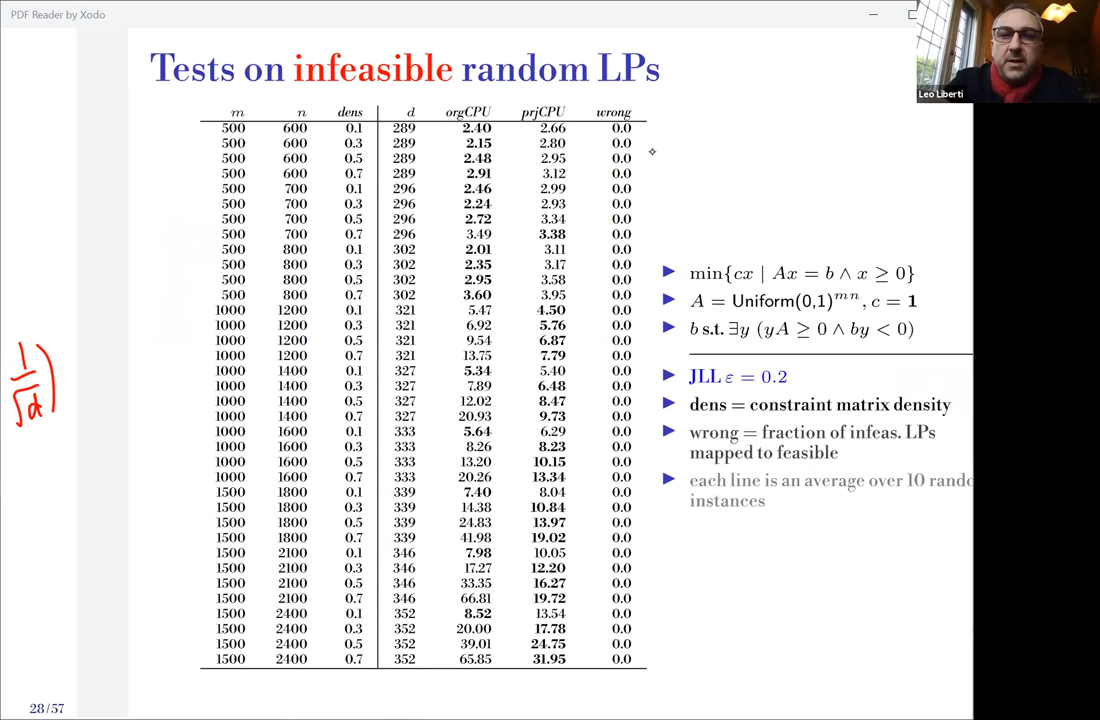 PDF Reader by Xodo
Leo Liberti
Tests on infeasible random LPs
m n dens d orgCPU prjCPU wrong
500 600 0.1 289 2.40 2.66 0.0
500 600 0.3 289 2.15 2.80 0.0
500 600 0.5 289 2.48 2.95 0.0
500 600 0.7 289 2.91 3.12 0.0
500 700 0.1 296 2.46 2.99 0.0
500 700 0.3 296 2.24 2.93 0.0
500 700 0.5 296 2.72 3.34 0.0
500 700 0.7 296 3.49 3.38 0.0
500 800 0.1 302 2.01 3.11 0.0
500 800 0.3 302 2.35 3.17 0.0
500 800 0.5 302 2.95 3.58 0.0
500 800 0.7 302 3.60 3.95 0.0
1000 1200 0.1 321 5.47 4.50 0.0
1000 1200 0.3 321 6.92 5.76 0.0
1000 1200 0.5 321 9.54 6.87 0.0
1000 1200 0.7 321 13.75 7.79 0.0
1000 1400 0.1 327 5.34 5.40 0.0
1000 1400 0.3 327 7.89 6.48 0.0
1000 1400 0.5 327 12.02 8.47 0.0
1000 1400 0.7 327 20.93 9.73 0.0
1000 1600 0.1 333 5.64 6.29 0.0
1000 1600 0.3 333 8.26 8.23 0.0
1000 1600 0.5 333 13.20 10.15 0.0
1000 1600 0.7 333 20.26 13.34 0.0
1500 1800 0.1 339 7.40 8.04 0.0
1500 1800 0.3 339 14.38 10.84 0.0
1500 1800 0.5 339 24.83 13.97 0.0
1500 1800 0.7 339 41.98 19.02 0.0
1500 2100 0.1 346 7.98 10.05 0.0
1500 2100 0.3 346 17.27 12.20 0.0
1500 2100 0.5 346 33.35 16.27 0.0
1500 2100 0.7 346 66.81 19.72 0.0
1500 2400 0.1 352 8.52 13.54 0.0
1500 2400 0.3 352 20.00 17.78 0.0
1500 2400 0.5 352 39.01 24.75 0.0
1500 2400 0.7 352 65.85 31.95 0.0
▶ min{cx | Ax = b ∧ x ≥ 0}
▶ A = Uniform(0,1)^{mn}, c = 1
▶ b s.t. ∃y (yA ≥ 0 ∧ by < 0)
▶ JLL ε = 0.2
▶ dens = constraint matrix density
▶ wrong = fraction of infeas. LPs
mapped to feasible
▶ each line is an average over 10 rando
instances
1/√d)
28/57